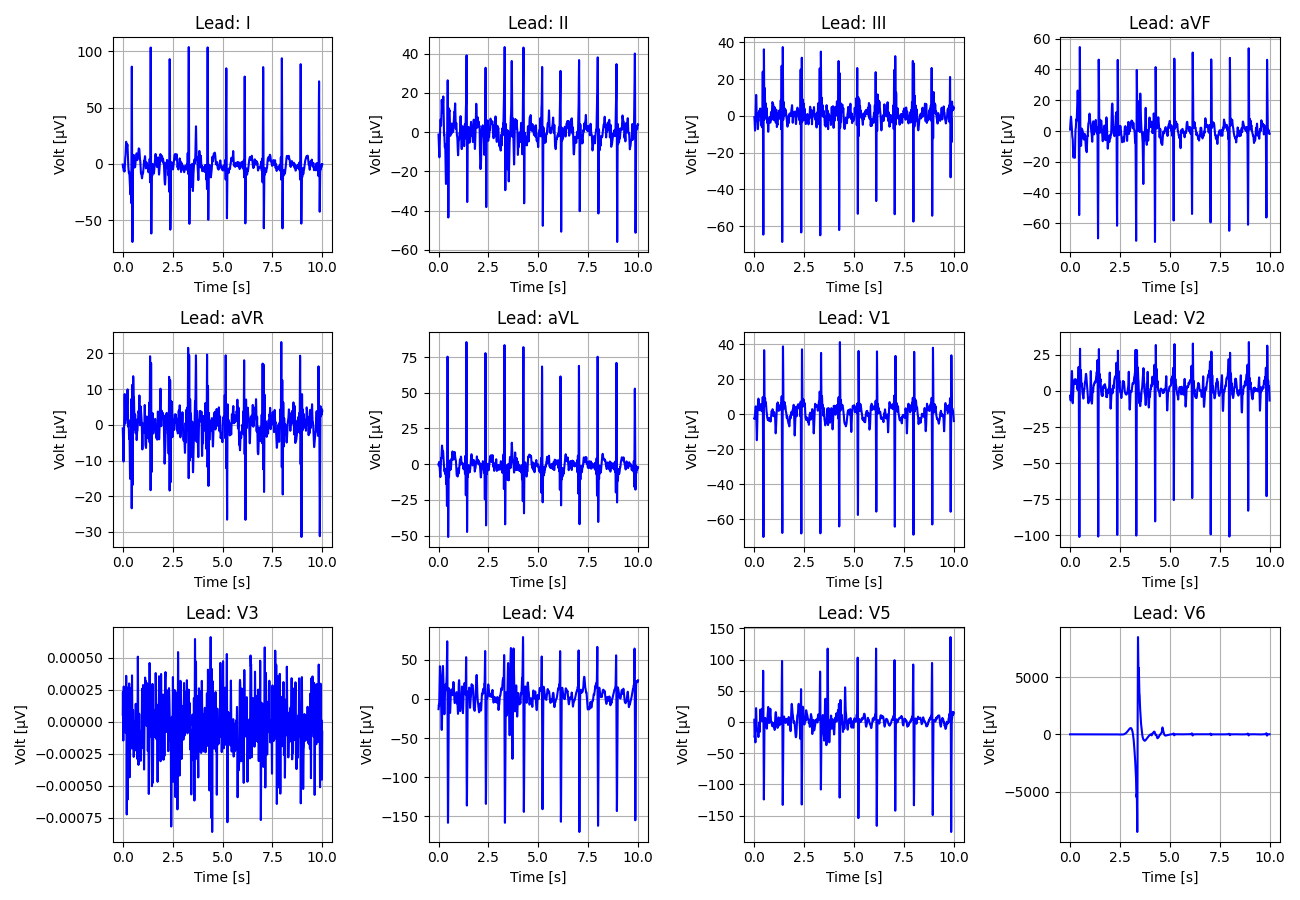 Lead: I
100
50
0
−50
Volt [µV]
0.0 2.5 5.0 7.5 10.0
Time [s]
Lead: II
40
20
0
−20
−40
−60
Volt [µV]
0.0 2.5 5.0 7.5 10.0
Time [s]
Lead: III
40
20
0
−20
−40
−60
Volt [µV]
0.0 2.5 5.0 7.5 10.0
Time [s]
Lead: aVF
60
40
20
0
−20
−40
−60
Volt [µV]
0.0 2.5 5.0 7.5 10.0
Time [s]
Lead: aVR
20
10
0
−10
−20
−30
Volt [µV]
0.0 2.5 5.0 7.5 10.0
Time [s]
Lead: aVL
75
50
25
0
−25
−50
Volt [µV]
0.0 2.5 5.0 7.5 10.0
Time [s]
Lead: V1
40
20
0
−20
−40
−60
Volt [µV]
0.0 2.5 5.0 7.5 10.0
Time [s]
Lead: V2
25
0
−25
−50
−75
−100
Volt [µV]
0.0 2.5 5.0 7.5 10.0
Time [s]
Lead: V3
0.00050
0.00025
0.00000
−0.00025
−0.00050
−0.00075
Volt [µV]
0.0 2.5 5.0 7.5 10.0
Time [s]
Lead: V4
50
0
−50
−100
−150
Volt [µV]
0.0 2.5 5.0 7.5 10.0
Time [s]
Lead: V5
150
100
50
0
−50
−100
−150
Volt [µV]
0.0 2.5 5.0 7.5 10.0
Time [s]
Lead: V6
5000
0
−5000
Volt [µV]
0.0 2.5 5.0 7.5 10.0
Time [s]